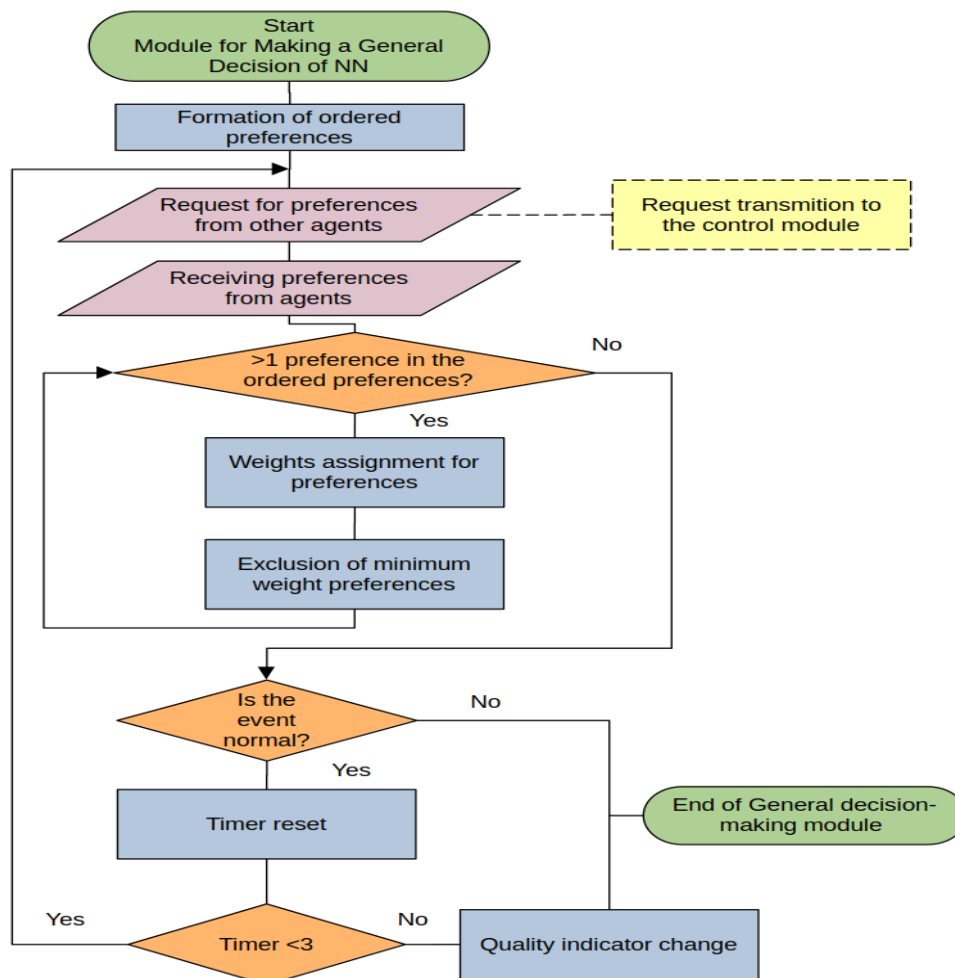 Start
Module for Making a General
Decision of NN
Formation of ordered
preferences
Request for preferences
from other agents
Request transmition to
the control module
Receiving preferences
from agents
No
>1 preference in the
ordered preferences?
Yes
Weights assignment for
preferences
Exclusion of minimum
weight preferences
Is the
event
normal?
No
Yes
Timer reset
End of General decision-
making module
Yes
Timer <3
No
Quality indicator change